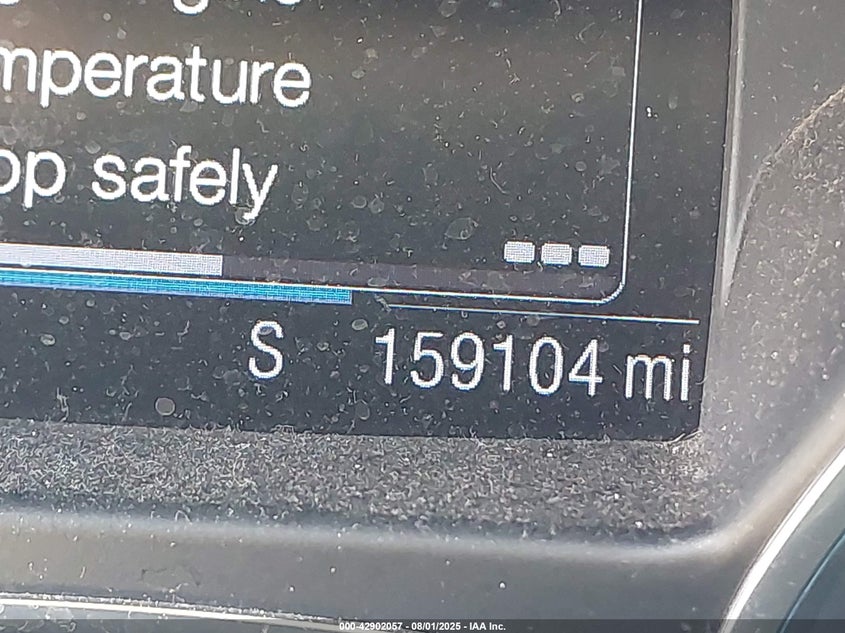 mperature
op safely
S 159104 mi
000-42902057 - 08/01/2025 - IAA Inc.